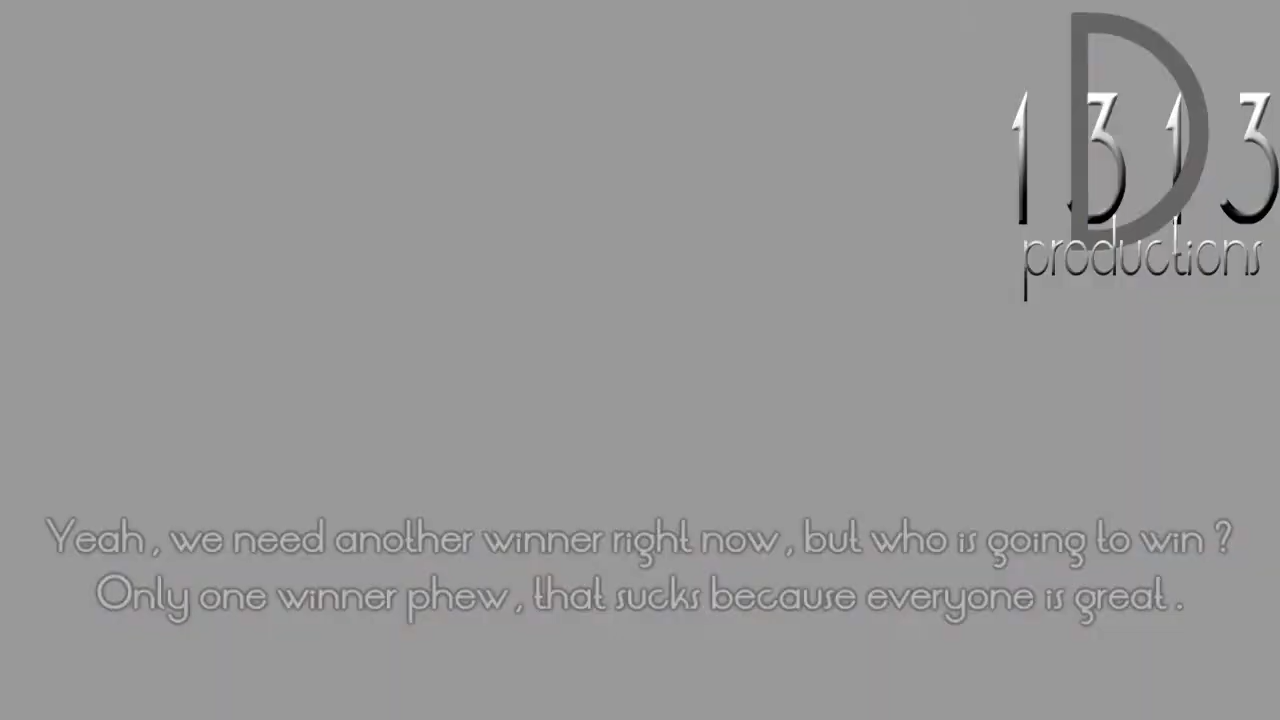 D
1313
productions
Yeah, we need another winner right now, but who is going to win ?
Only one winner phew, that sucks because everyone is great.